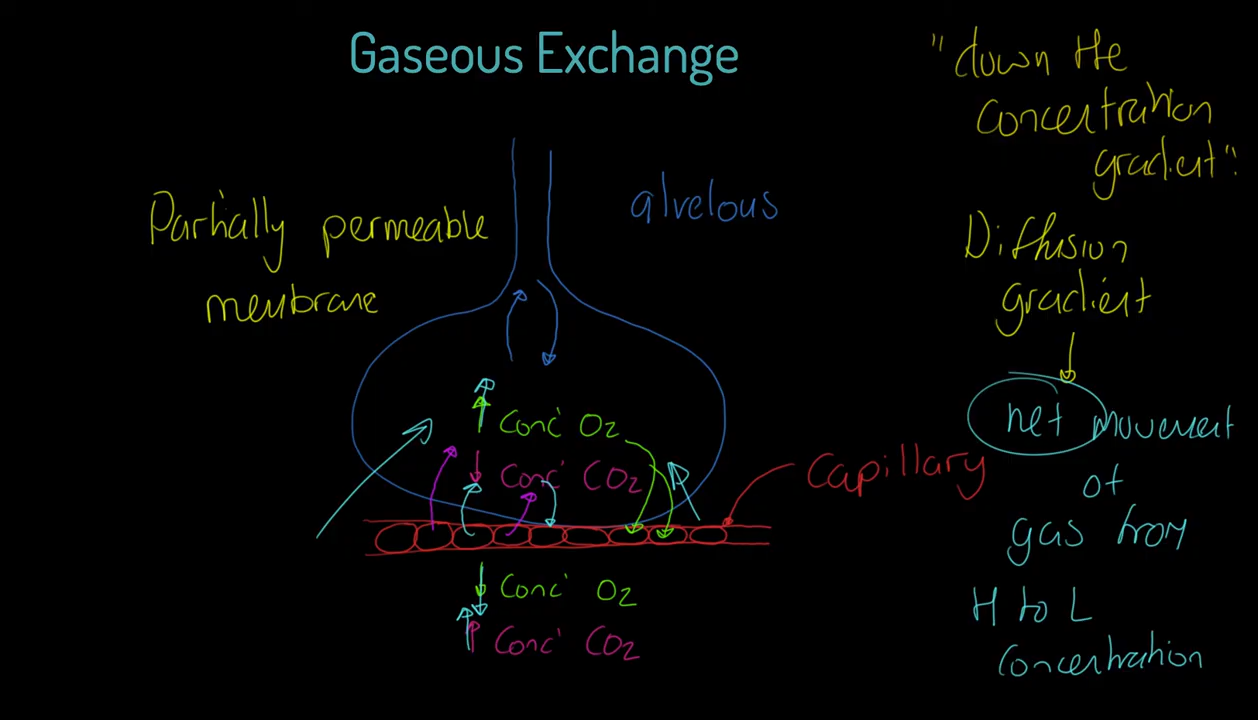 Gaseous Exchange
"down the
concentration
gradient".
Partially permeable
membrane
alvelous
Diffusion
gradient
net movement
of
gas from
H to L
concentration
Conc' O2
Conc' CO2
Capillary
Conc' O2
Conc' CO2